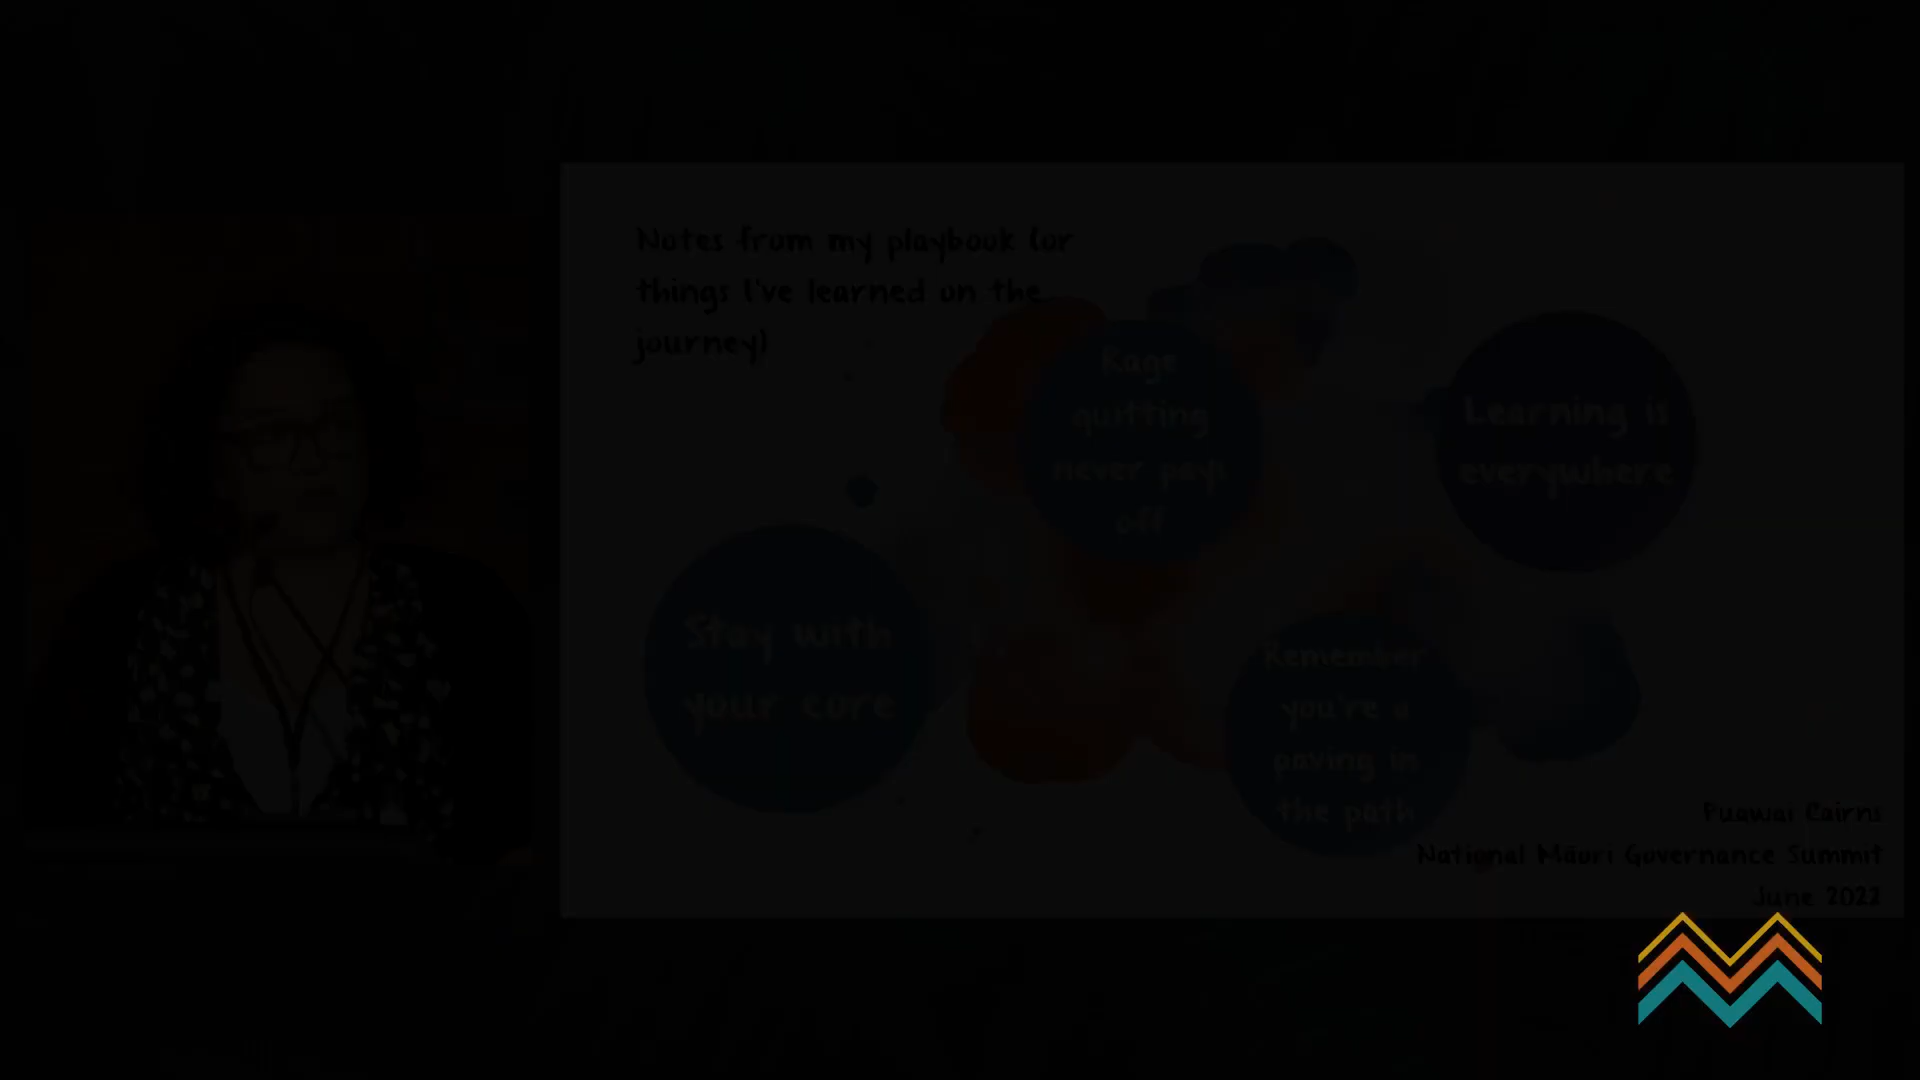 Notes from my playbook (or
things I've learned on the
journey)
Rage
quitting
never pays
off
Learning is
everywhere
Stay with
your core
Remember
you're a
paving in
the path
Puawai Cairns
National Māori Governance Summit
June 2022